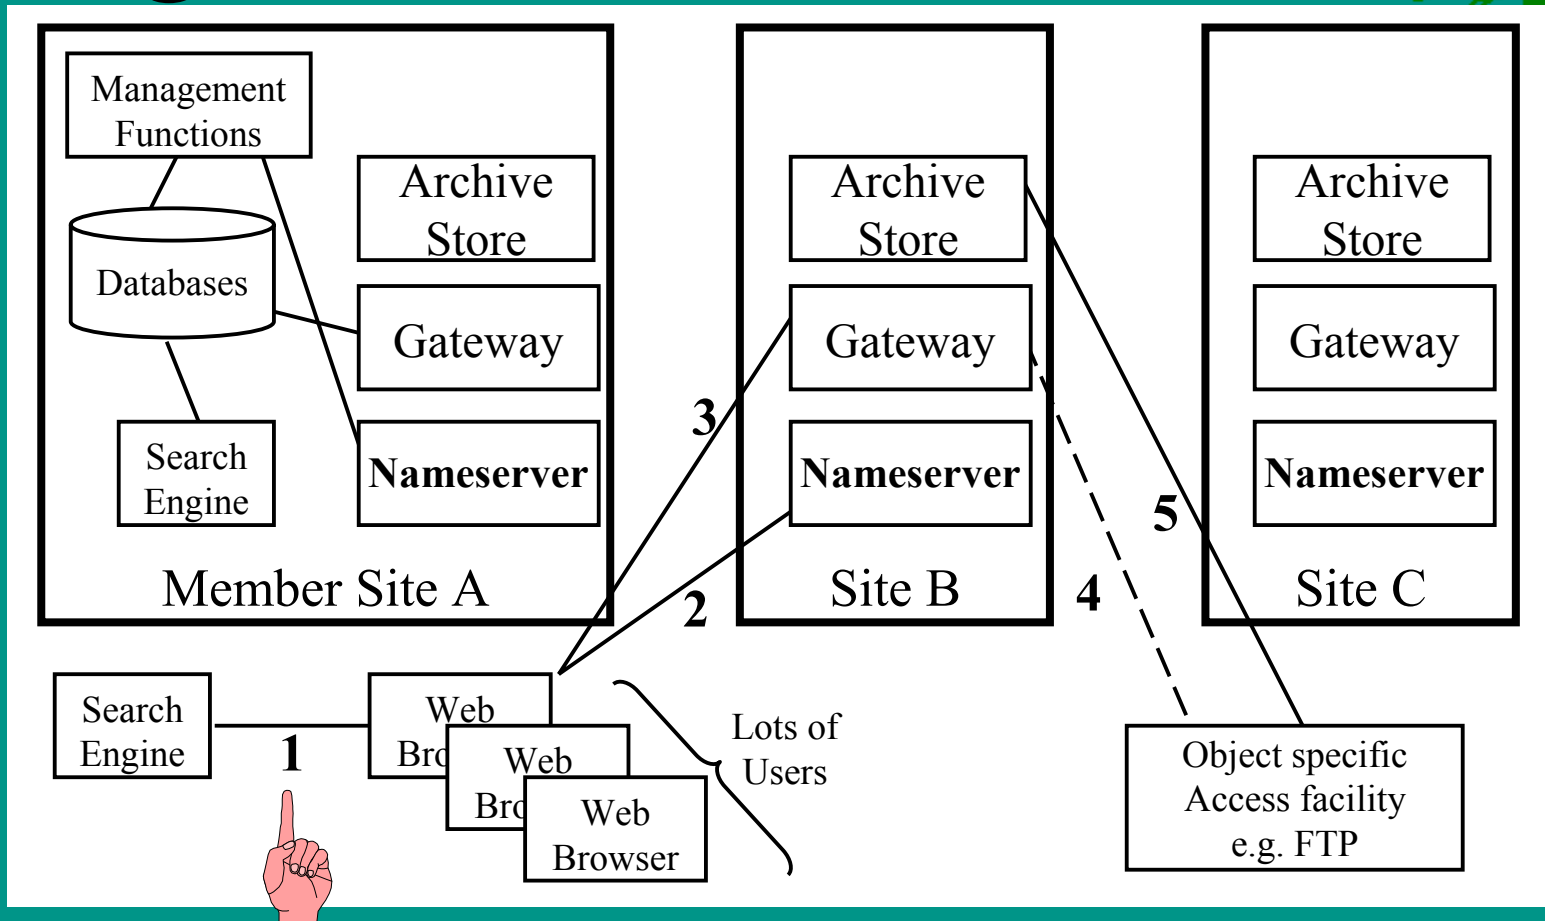 Management
Functions
Databases
Search
Engine
Archive
Store
Gateway
Nameserver
Member Site A
Archive
Store
Gateway
Nameserver
Site B
Archive
Store
Gateway
Nameserver
Site C
3
2
5
4
Search
Engine
1
Web
Bro
Web
Bro
Web
Browser
Lots of
Users
Object specific
Access facility
e.g. FTP